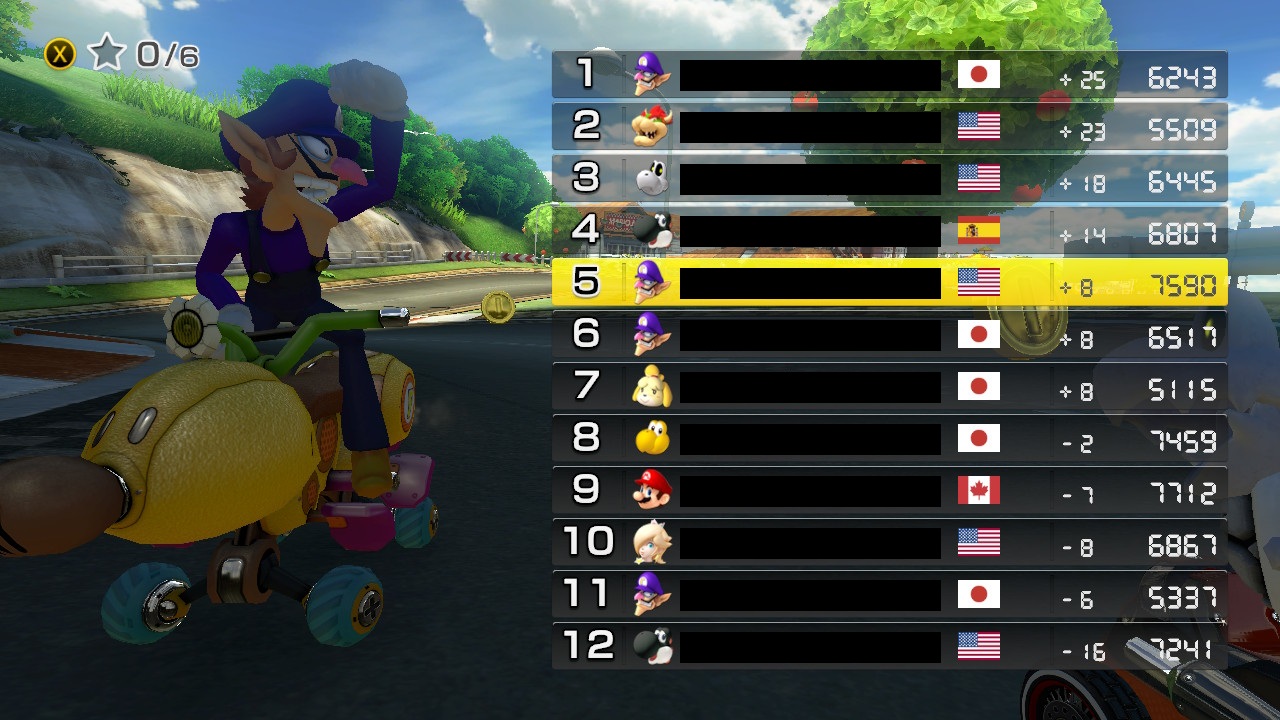 X 0/6
1 + 25 6243
2 + 23 5509
3 + 18 6445
4 + 14 6807
5 + 8 7590
6 + 8 6511
7 + 8 5115
8 - 2 7459
9 - 7 7712
10 - 8 6867
11 - 6 5337
12 - 16 7241